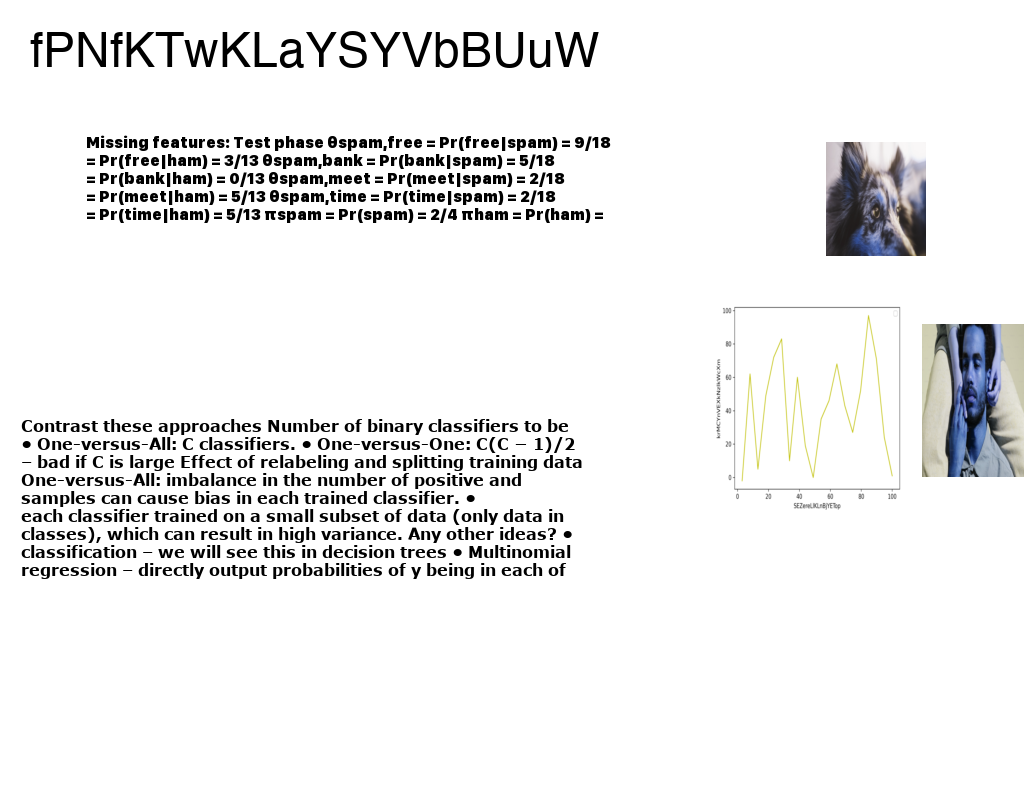 fPNfKTwKLaYSYVbBUuW
Missing features: Test phase θspam,free = Pr(free|spam) = 9/18
= Pr(free|ham) = 3/13 θspam,bank = Pr(bank|spam) = 5/18
= Pr(bank|ham) = 0/13 θspam,meet = Pr(meet|spam) = 2/18
= Pr(meet|ham) = 5/13 θspam,time = Pr(time|spam) = 2/18
= Pr(time|ham) = 5/13 πspam = Pr(spam) = 2/4 πham = Pr(ham) =
100
80
60
40
20
0
0 20 40 60 80 100
Contrast these approaches Number of binary classifiers to be
• One-versus-All: C classifiers. • One-versus-One: C(C − 1)/2
– bad if C is large Effect of relabeling and splitting training data
One-versus-All: imbalance in the number of positive and
samples can cause bias in each trained classifier. •
each classifier trained on a small subset of data (only data in
classes), which can result in high variance. Any other ideas? •
classification – we will see this in decision trees • Multinomial
regression – directly output probabilities of y being in each of